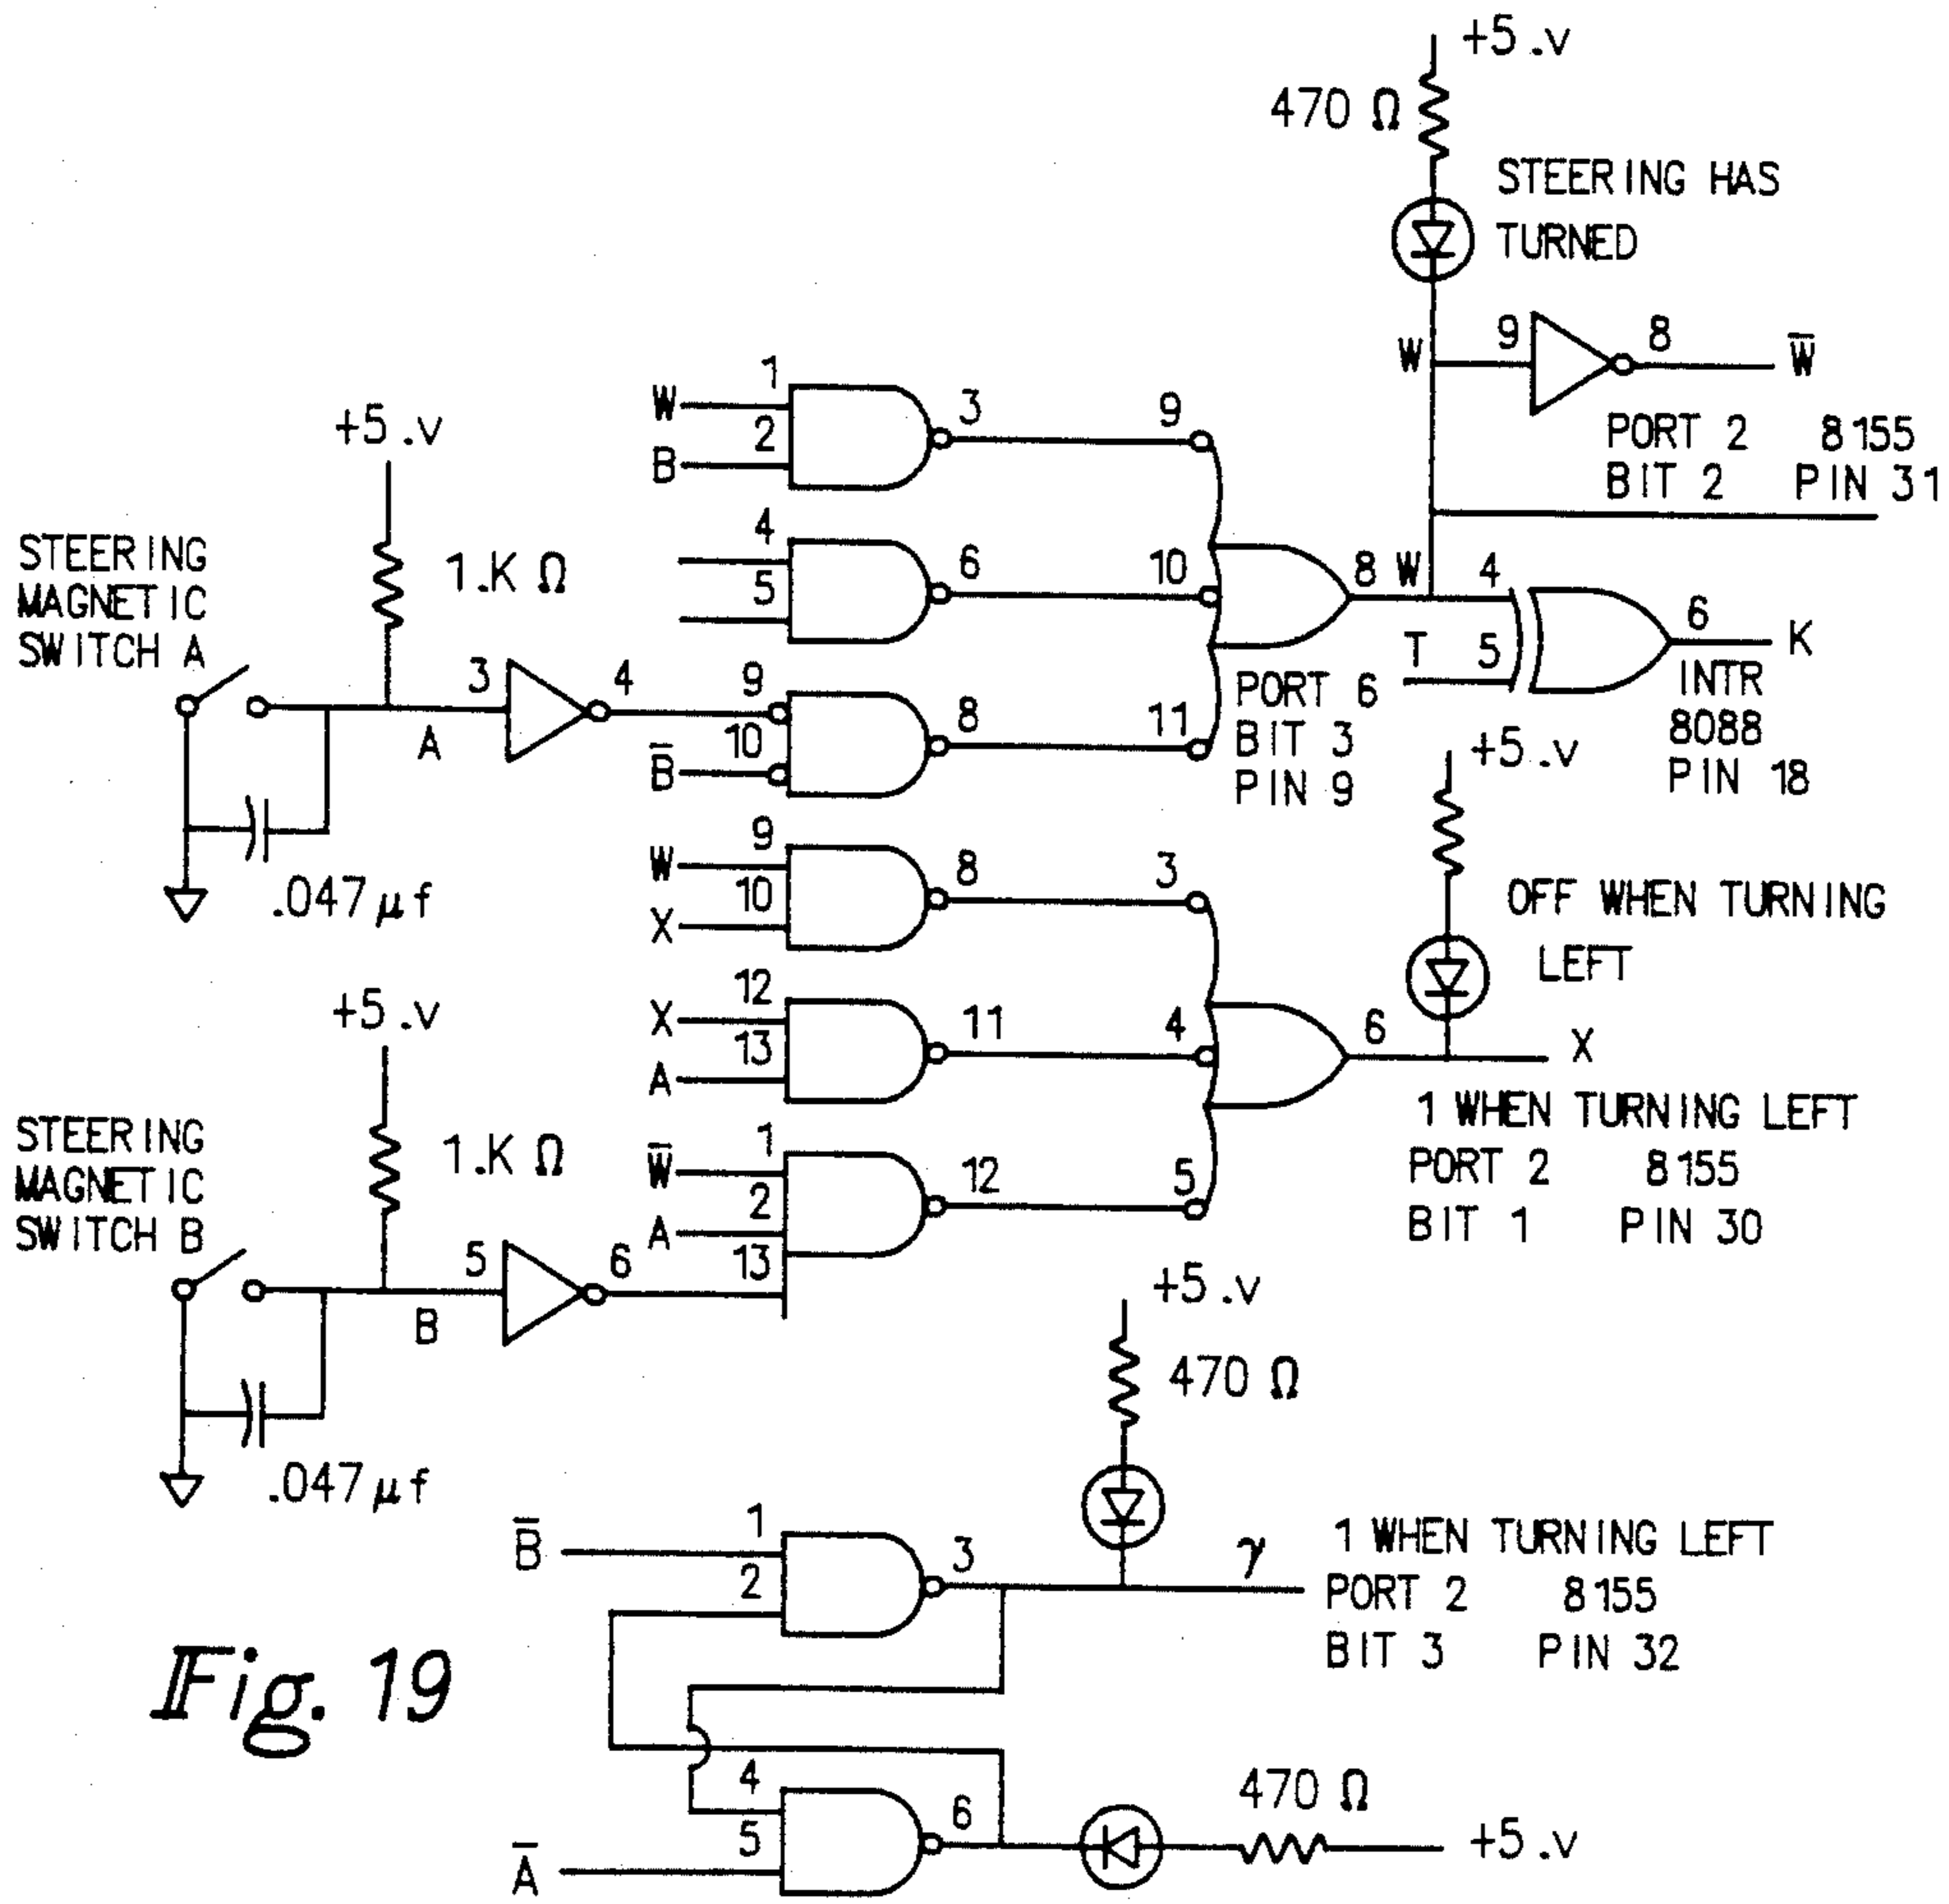 +5.v
470 Ω
STEERING HAS
TURNED
W
9
8
W̅
PORT 2 8155
BIT 2 PIN 31
+5.v
1.K Ω
STEERING
MAGNETIC
SWITCH A
A
3
4
.047μf
W
1
B
2
3
9
4
5
6
10
9
B̅
10
8
11
8
W
4
T
5
6
K
PORT 6
BIT 3
PIN 9
INTR
8088
PIN 18
+5.v
W
9
X
10
8
3
OFF WHEN TURNING
LEFT
X
12
A
13
11
4
6
X
1 WHEN TURNING LEFT
PORT 2 8155
BIT 1 PIN 30
W̅
1
A
2
13
12
5
+5.v
1.K Ω
STEERING
MAGNETIC
SWITCH B
B
5
6
.047μf
+5.v
470 Ω
B̅
1
2
3
γ
1 WHEN TURNING LEFT
PORT 2 8155
BIT 3 PIN 32
4
5
A̅
6
470 Ω
+5.v
Fig. 19